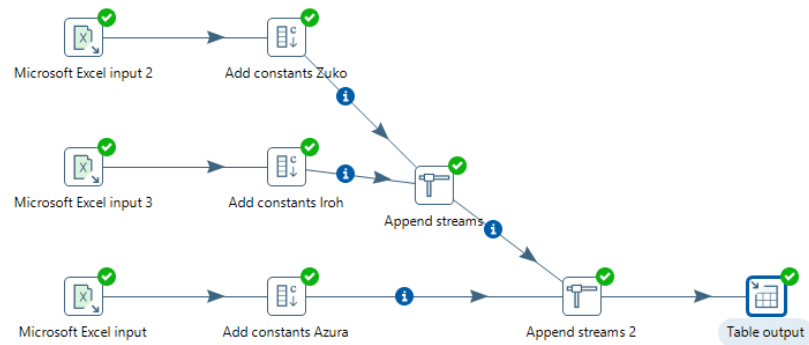 Microsoft Excel input 2
Add constants Zuko
Microsoft Excel input 3
Add constants Iroh
Append streams
Microsoft Excel input
Add constants Azura
Append streams 2
Table output